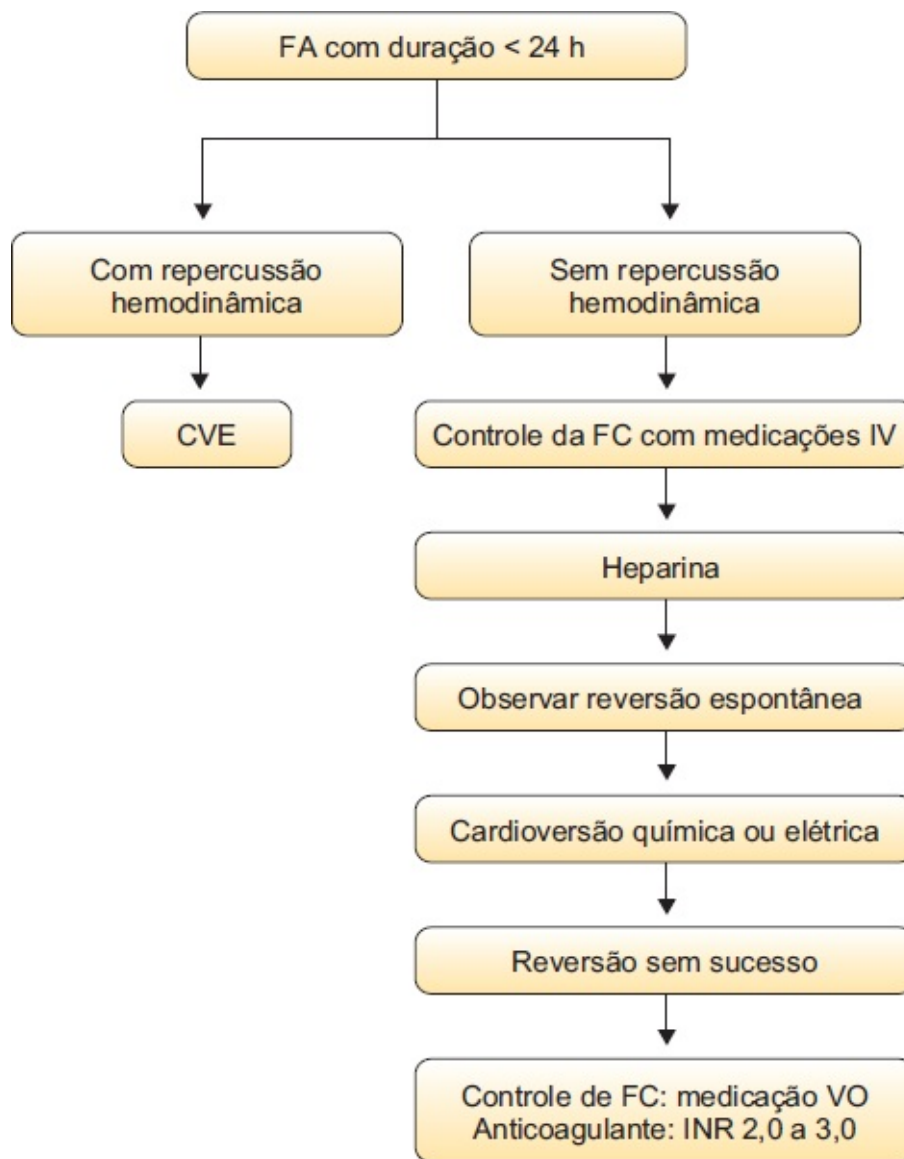 FA com duração < 24 h
Com repercussão
hemodinâmica
Sem repercussão
hemodinâmica
CVE
Controle da FC com medicações IV
Heparina
Observar reversão espontânea
Cardioversão química ou elétrica
Reversão sem sucesso
Controle de FC: medicação VO
Anticoagulante: INR 2,0 a 3,0